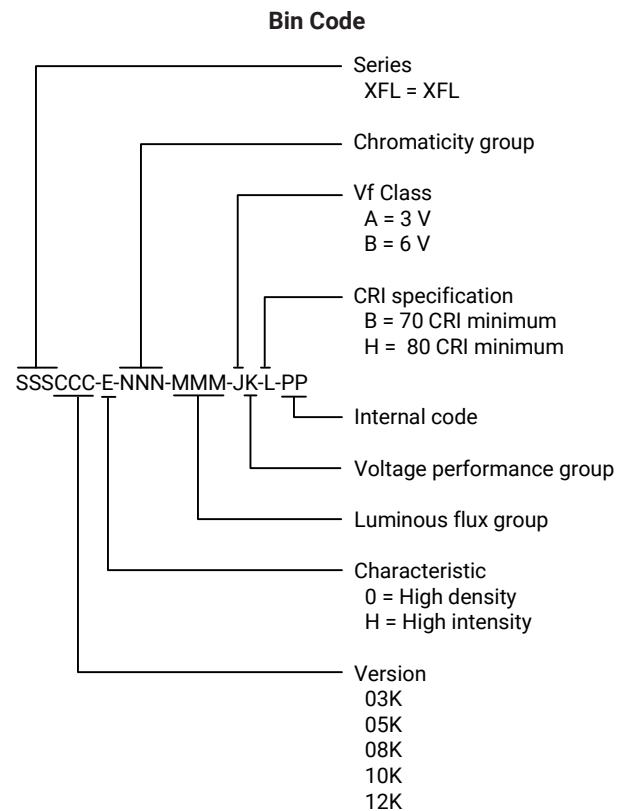 Bin Code
Series
XFL = XFL
Chromaticity group
Vf Class
A = 3 V
B = 6 V
CRI specification
B = 70 CRI minimum
H = 80 CRI minimum
SSSCCC-E-NNN-MMM-JK-L-PP
Internal code
Voltage performance group
Luminous flux group
Characteristic
0 = High density
H = High intensity
Version
03K
05K
08K
10K
12K